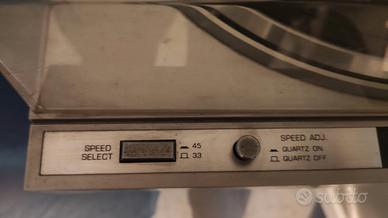 SPEED
SELECT
45
33
SPEED ADJ.
QUARTZ ON
QUARTZ OFF
subito